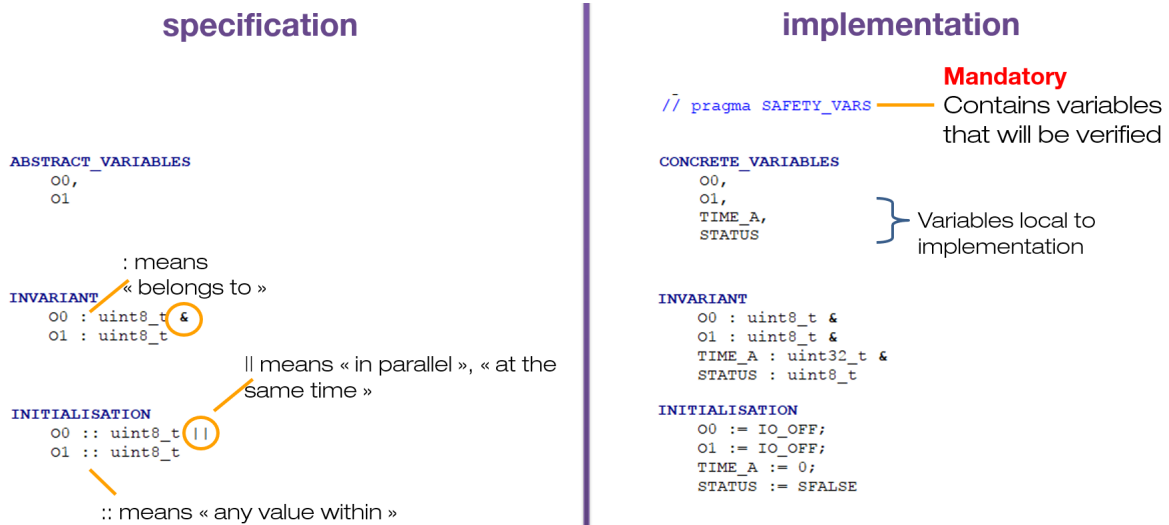 specification
ABSTRACT_VARIABLES
O0,
O1
: means
« belongs to »
INVARIANT
O0 : uint8_t &
O1 : uint8_t
|| means « in parallel », « at the
same time »
INITIALISATION
O0 :: uint8_t ||
O1 :: uint8_t
:: means « any value within »
implementation
Mandatory
// pragma SAFETY_VARS
Contains variables
that will be verified
CONCRETE_VARIABLES
O0,
O1,
TIME_A,
STATUS
Variables local to
implementation
INVARIANT
O0 : uint8_t &
O1 : uint8_t &
TIME_A : uint32_t &
STATUS : uint8_t
INITIALISATION
O0 := IO_OFF;
O1 := IO_OFF;
TIME_A := 0;
STATUS := SFALSE